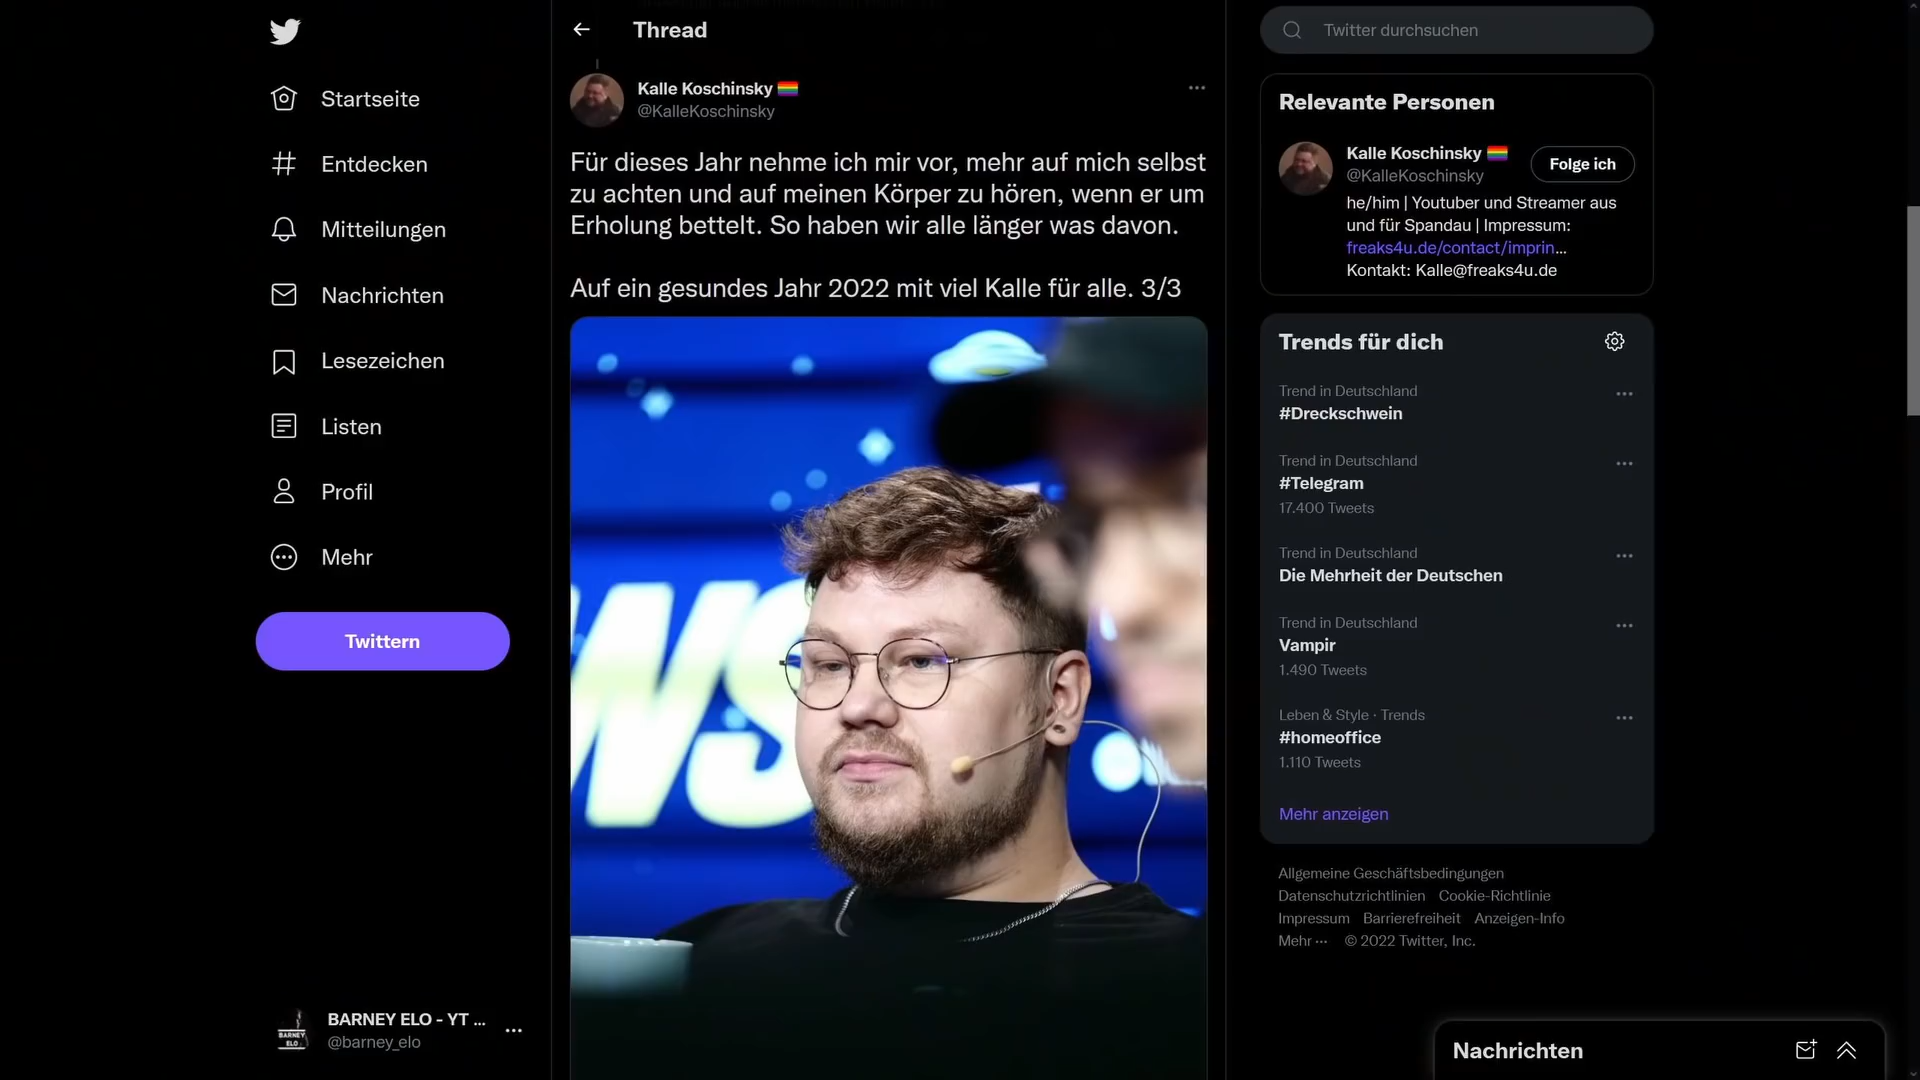 Startseite
Entdecken
Mitteilungen
Nachrichten
Lesezeichen
Listen
Profil
Mehr
Twittern
BARNEY ELO - YT ...
@barney_elo
BARNEY
ELO
Thread
Kalle Koschinsky
@KalleKoschinsky
Für dieses Jahr nehme ich mir vor, mehr auf mich selbst
zu achten und auf meinen Körper zu hören, wenn er um
Erholung bettelt. So haben wir alle länger was davon.
Auf ein gesundes Jahr 2022 mit viel Kalle für alle. 3/3
WS
Twitter durchsuchen
Relevante Personen
Kalle Koschinsky
@KalleKoschinsky
Folge ich
he/him | Youtuber und Streamer aus
und für Spandau | Impressum:
freaks4u.de/contact/imprin...
Kontakt: Kalle@freaks4u.de
Trends für dich
Trend in Deutschland
#Dreckschwein
Trend in Deutschland
#Telegram
17.400 Tweets
Trend in Deutschland
Die Mehrheit der Deutschen
Trend in Deutschland
Vampir
1.490 Tweets
Leben & Style · Trends
#homeoffice
1.110 Tweets
Mehr anzeigen
Allgemeine Geschäftsbedingungen
Datenschutzrichtlinien Cookie-Richtlinie
Impressum Barrierefreiheit Anzeigen-Info
Mehr ··· © 2022 Twitter, Inc.
Nachrichten